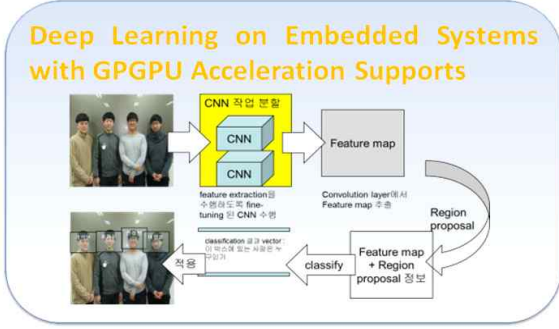 Deep Learning on Embedded Systems
with GPGPU Acceleration Supports
CNN 작업 분할
CNN
CNN
Feature map
feature extraction을
수행하도록 fine-
tuning 된 CNN 수행
Convolution layer에서
Feature map 추출
Region
proposal
Feature map
+ Region
proposal 정보
classify
classification 결과 vector :
이 박스에 있는 사람은 누
구인가
적용